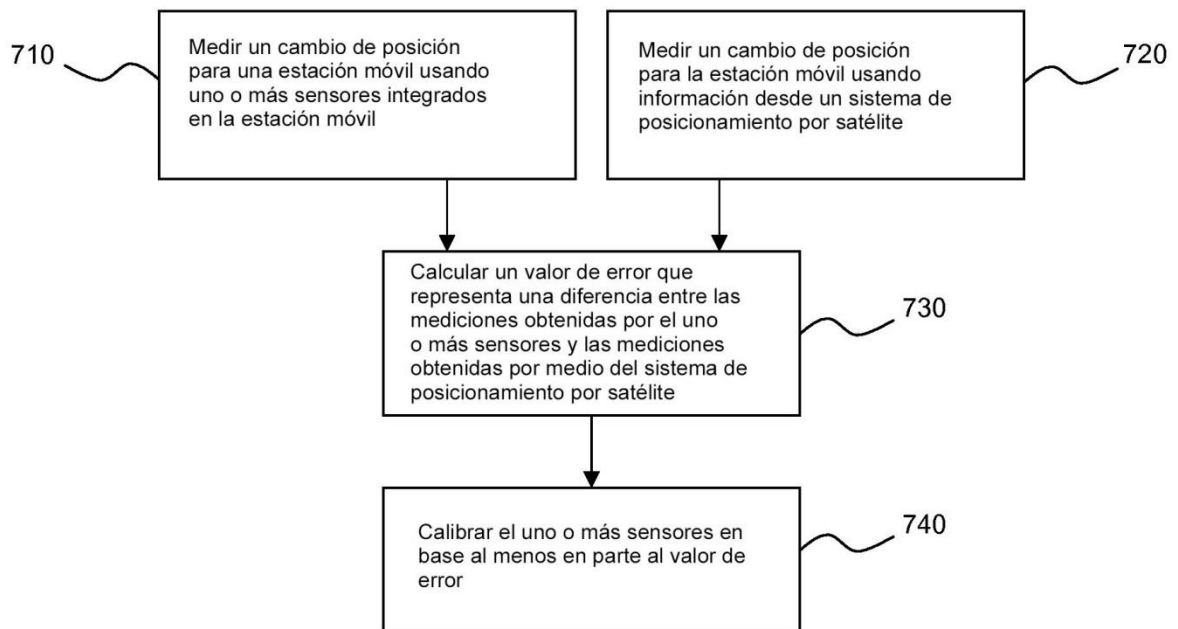 710
Medir un cambio de posición
para una estación móvil usando
uno o más sensores integrados
en la estación móvil
Medir un cambio de posición
para la estación móvil usando
información desde un sistema de
posicionamiento por satélite
720
Calcular un valor de error que
representa una diferencia entre las
mediciones obtenidas por el uno
o más sensores y las mediciones
obtenidas por medio del sistema de
posicionamiento por satélite
730
Calibrar el uno o más sensores en
base al menos en parte al valor de
error
740